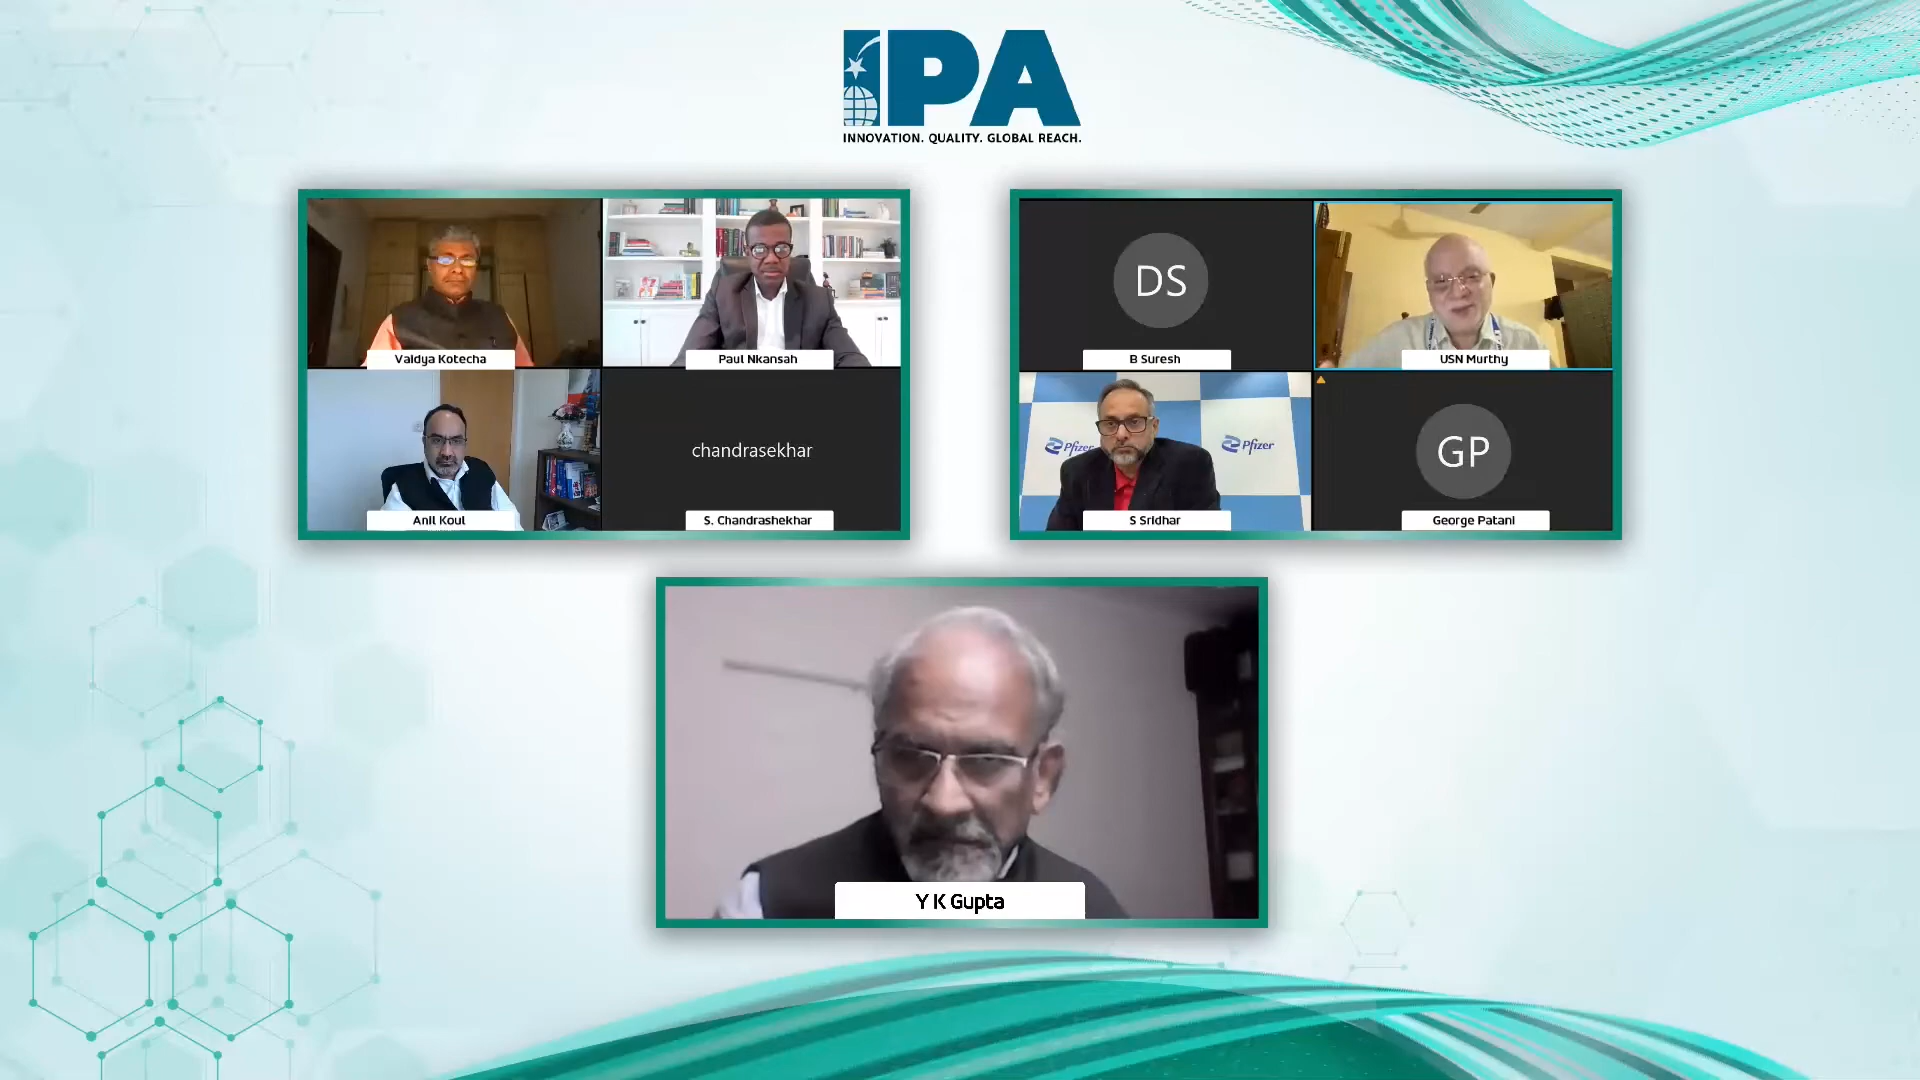 IPA
INNOVATION. QUALITY. GLOBAL REACH.
Vaidya Kotecha
Paul Nkansah
Anil Koul
chandrasekhar
S. Chandrashekhar
DS
B Suresh
USN Murthy
Pfizer
Pfizer
S Sridhar
GP
George Patani
Y K Gupta